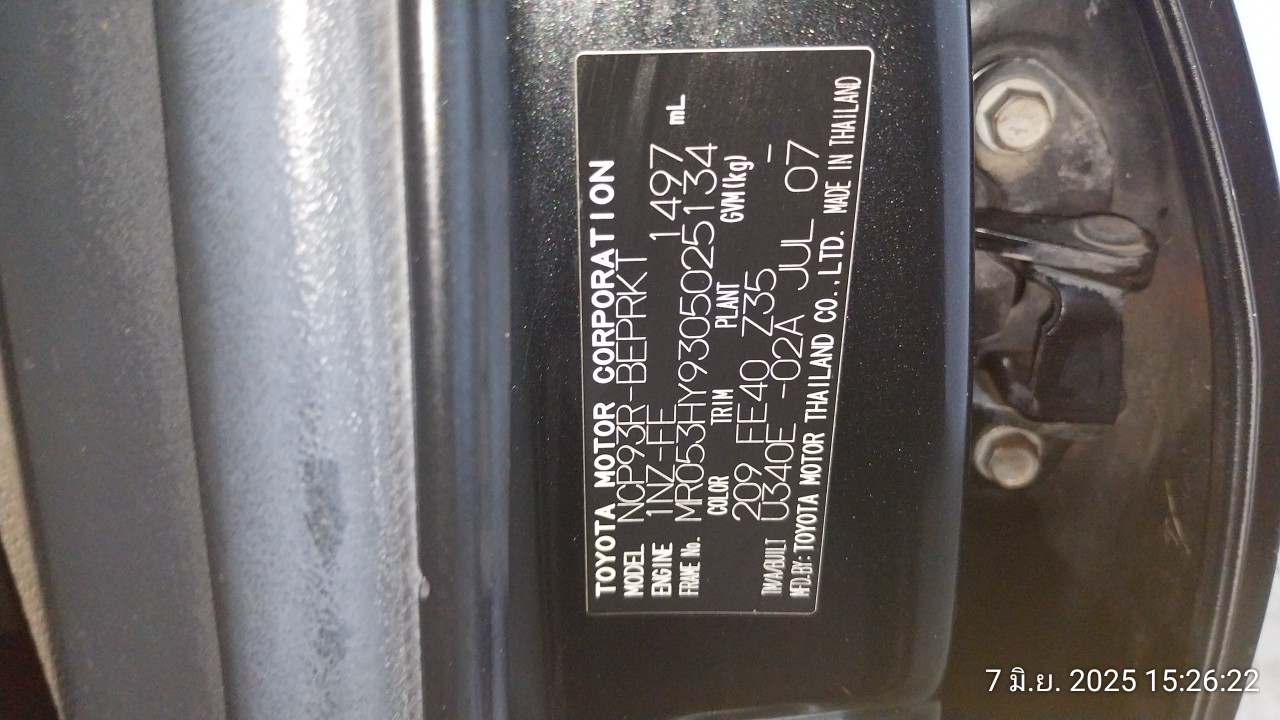 TOYOTA MOTOR CORPORATION
MODEL NCP93R-BEPRKT
ENGINE 1NZ-FE 1497 mL
FRAME No. MR053HY9305025134
COLOR TRIM PLANT GVM(kg)
209 FE40 Z35 -
TM/A/BUILT U340E -02A JUL 07
MFD.BY:TOYOTA MOTOR THAILAND CO.,LTD. MADE IN THAILAND
7 มิ.ย. 2025 15:26:22